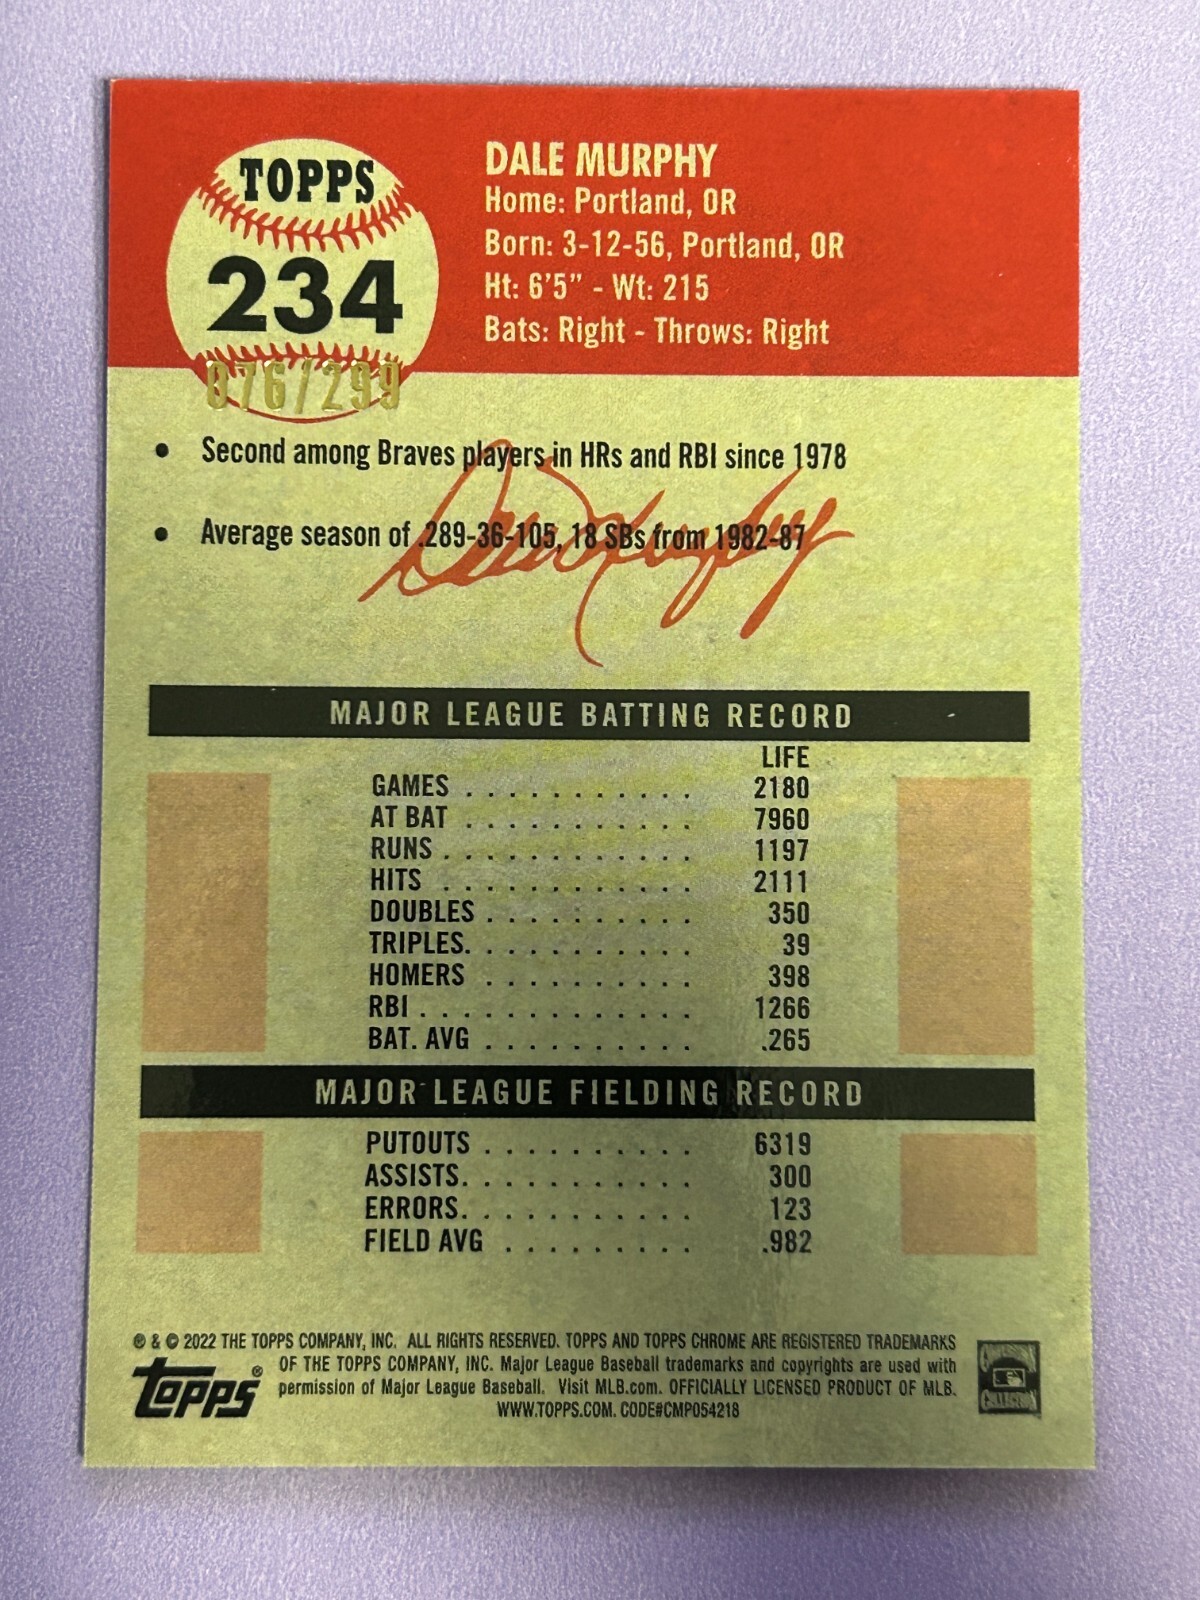 TOPPS
234
076/299
DALE MURPHY
Home: Portland, OR
Born: 3-12-56, Portland, OR
Ht: 6'5" - Wt: 215
Bats: Right - Throws: Right
• Second among Braves players in HRs and RBI since 1978
• Average season of .289-36-105, 18 SBs from 1982-87
Dale Murphy
MAJOR LEAGUE BATTING RECORD
LIFE
GAMES . . . . . . . . . . . 2180
AT BAT . . . . . . . . . . . 7960
RUNS . . . . . . . . . . . . 1197
HITS . . . . . . . . . . . . 2111
DOUBLES . . . . . . . . . . 350
TRIPLES. . . . . . . . . . . 39
HOMERS . . . . . . . . . . 398
RBI . . . . . . . . . . . . . 1266
BAT. AVG . . . . . . . . . . .265
MAJOR LEAGUE FIELDING RECORD
PUTOUTS . . . . . . . . . . 6319
ASSISTS. . . . . . . . . . . 300
ERRORS. . . . . . . . . . . 123
FIELD AVG . . . . . . . . . .982
® & © 2022 THE TOPPS COMPANY, INC. ALL RIGHTS RESERVED. TOPPS AND TOPPS CHROME ARE REGISTERED TRADEMARKS
OF THE TOPPS COMPANY, INC. Major League Baseball trademarks and copyrights are used with
permission of Major League Baseball. Visit MLB.com. OFFICIALLY LICENSED PRODUCT OF MLB.
WWW.TOPPS.COM. CODE#CMP054218
Topps®
COOPERSTOWN
COLLECTION